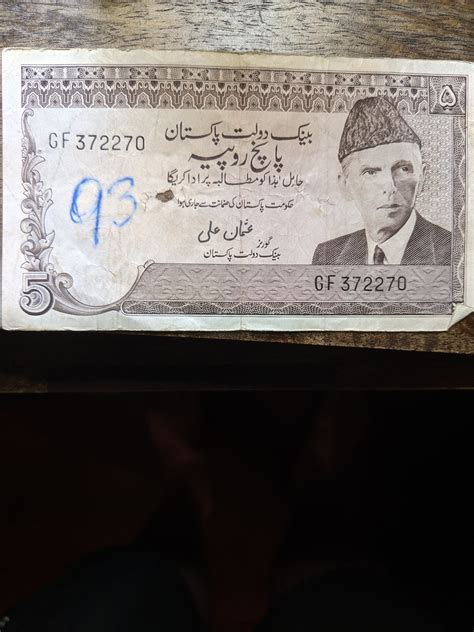 ۵
بینک دولت پاکستان
GF 372270
پانچ روپیہ
حامل ہذا کو مطالبہ پر ادا کریگا
حکومت پاکستان کی ضمانت سے جاری ہوا
93
عثمان علی
گورنر
بینک دولت پاکستان
GF 372270
5